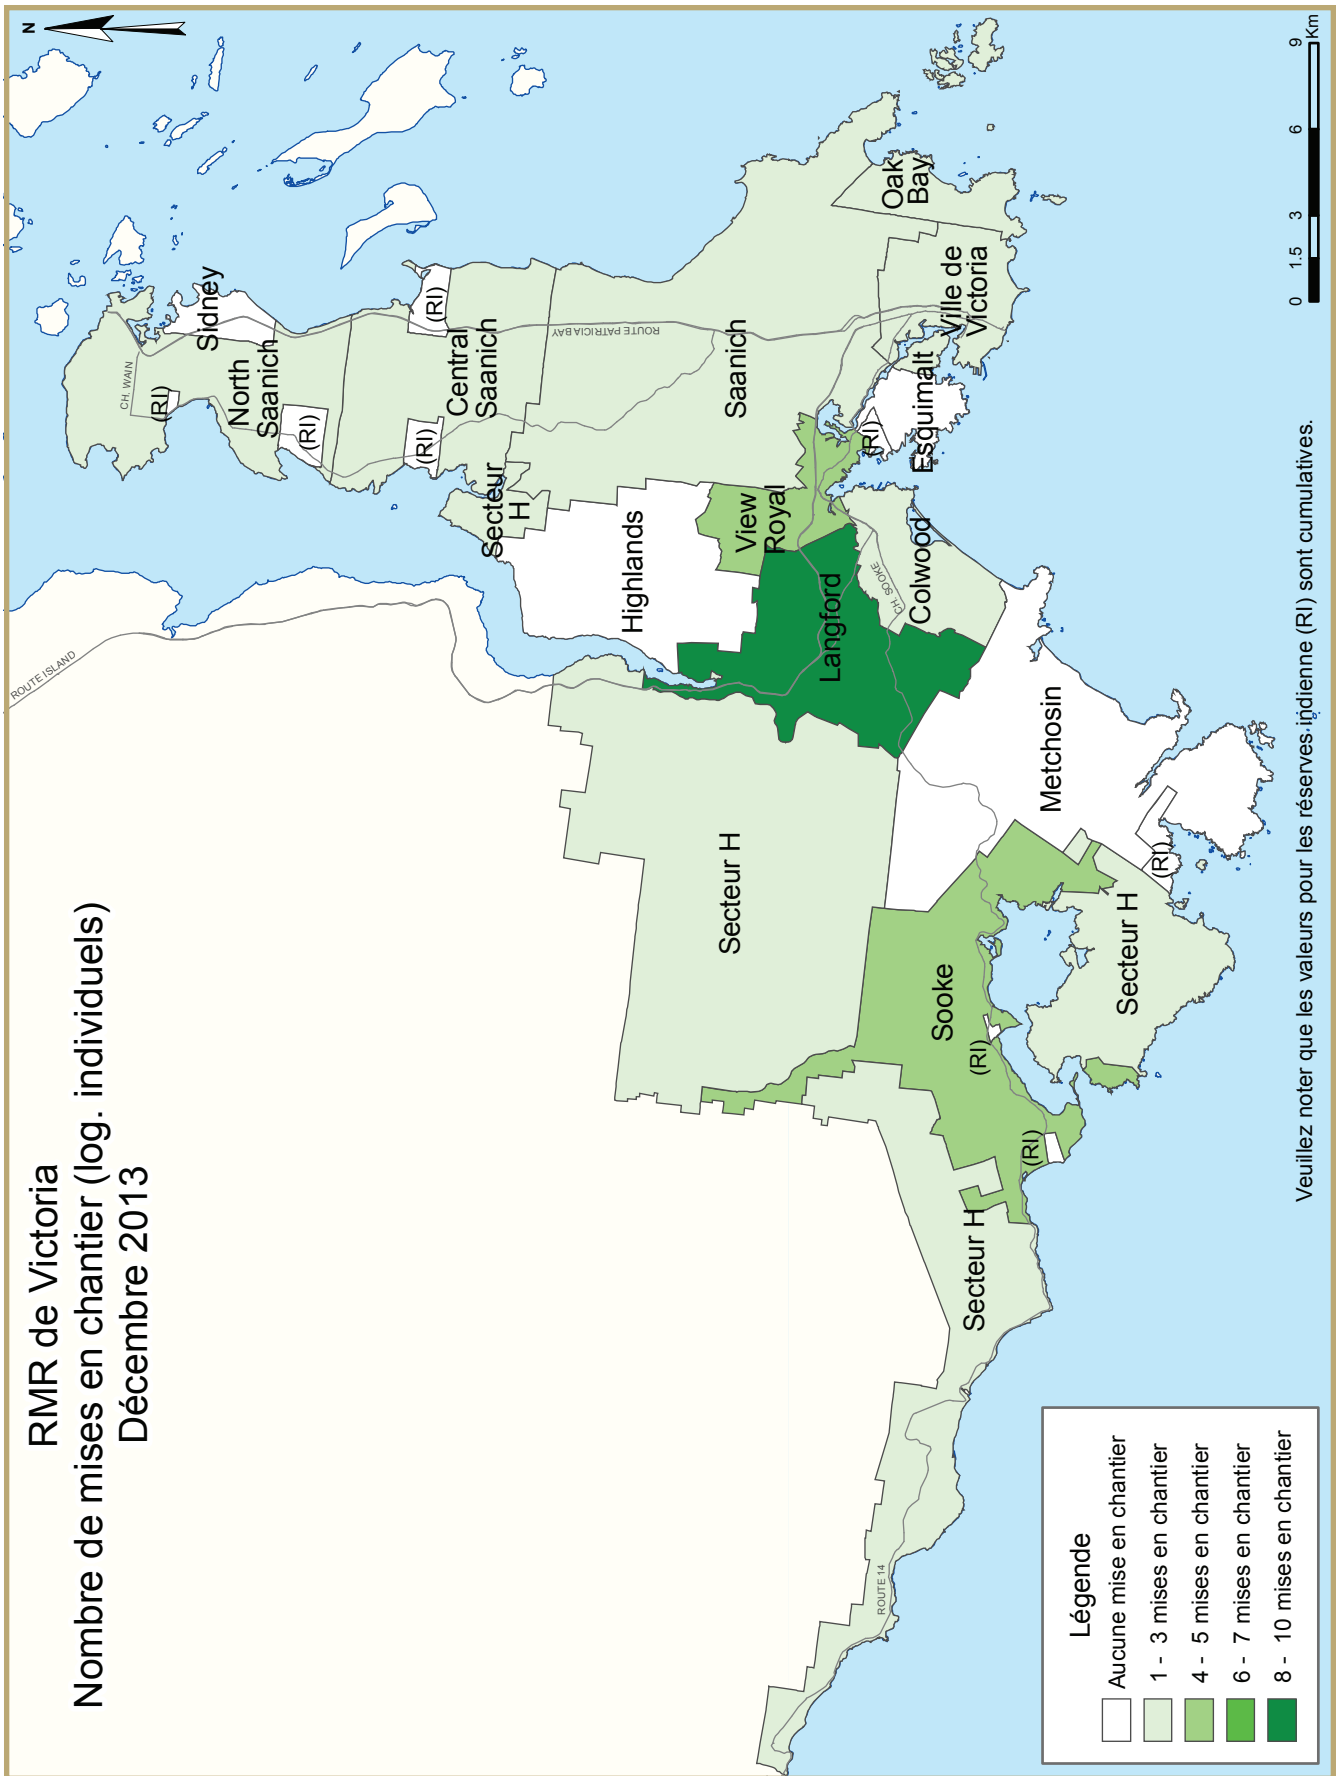 RMR de Victoria
Nombre de mises en chantier (log. individuels)
Décembre 2013
N
ROUTE ISLAND
CH. WAIN
(RI)
Sidney
North
Saanich
(RI)
(RI)
(RI)
Central
Saanich
Secteur
H
ROUTE PATRICIA BAY
Saanich
Highlands
View
Royal
Oak
Bay
Ville de
Victoria
Esquimalt
(RI)
Langford
CH. SOOKE
Colwood
Secteur H
Metchosin
(RI)
Sooke
(RI)
Secteur H
(RI)
Secteur H
ROUTE 14
Légende
Aucune mise en chantier
1 - 3 mises en chantier
4 - 5 mises en chantier
6 - 7 mises en chantier
8 - 10 mises en chantier
Veuillez noter que les valeurs pour les réserves indienne (RI) sont cumulatives.
0 1.5 3 6 9
Km